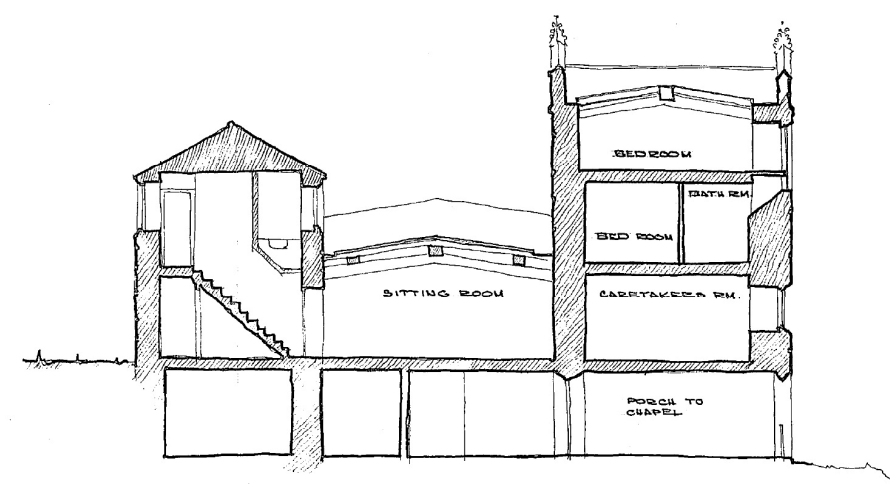 BEDROOM
BATH RM.
BED ROOM
SITTING ROOM
CARETAKERS RM.
PORCH TO
CHAPEL